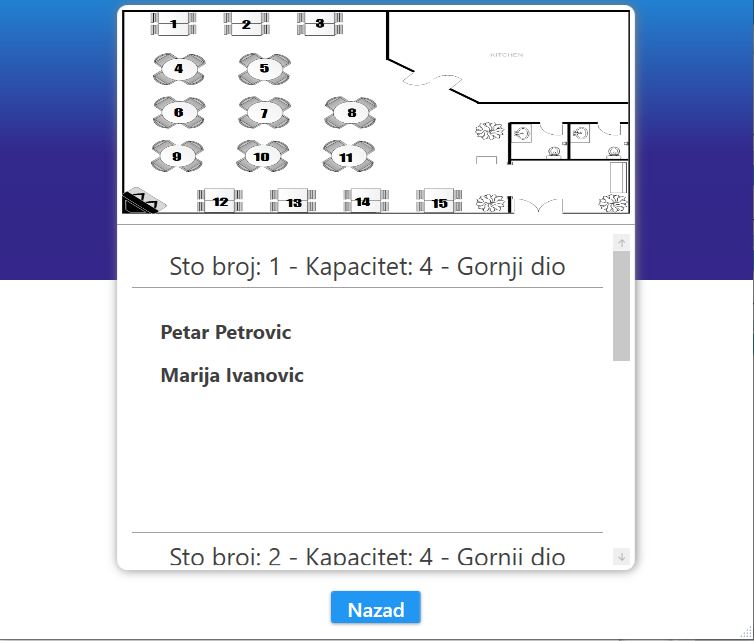 1 2 3
KITCHEN
4 5
6 7 8
9 10 11
12 13 14 15
Sto broj: 1 - Kapacitet: 4 - Gornji dio
Petar Petrovic
Marija Ivanovic
Sto broj: 2 - Kapacitet: 4 - Gornji dio
Nazad